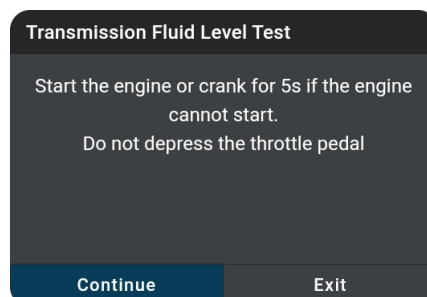 Transmission Fluid Level Test
Start the engine or crank for 5s if the engine
cannot start.
Do not depress the throttle pedal
Continue
Exit